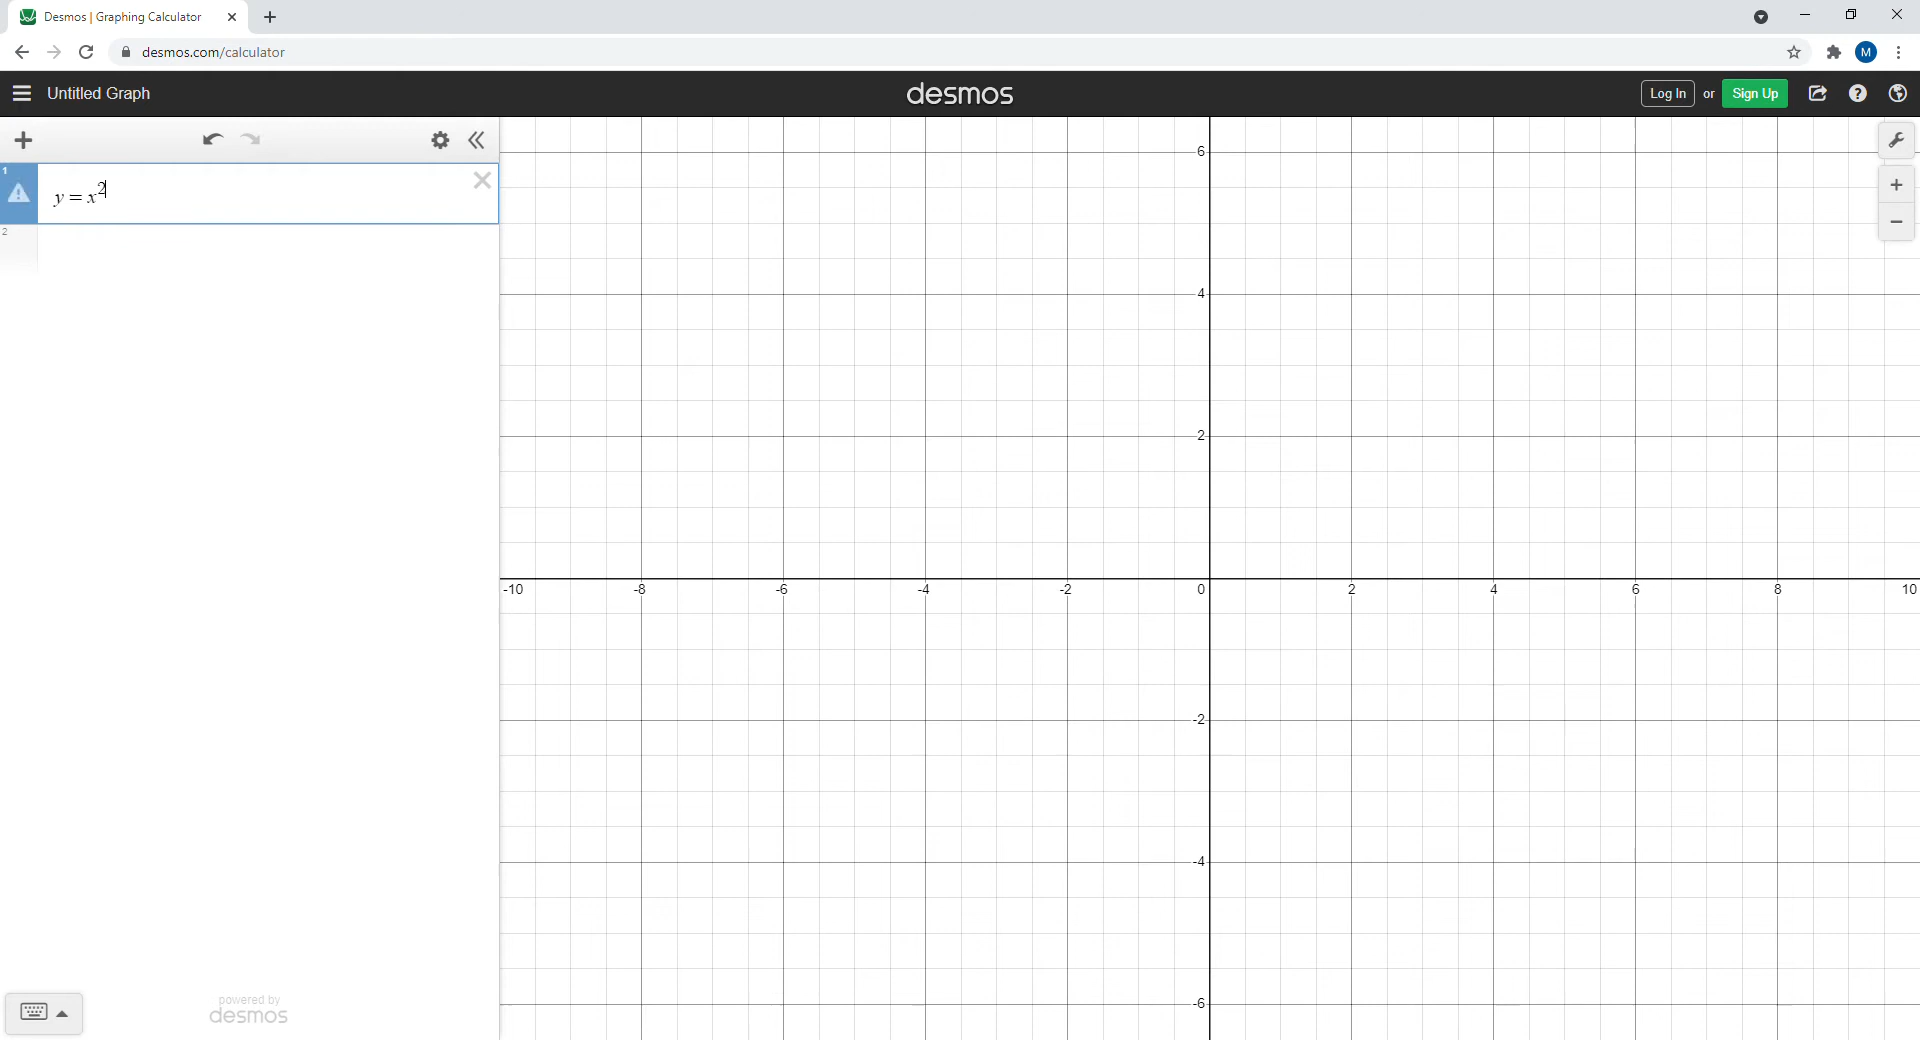 Desmos | Graphing Calculator
desmos.com/calculator
M
Untitled Graph
desmos
Log In or Sign Up
1
y = x²
2
6
4
2
-10 -8 -6 -4 -2 0 2 4 6 8 10
-2
-4
-6
powered by
desmos